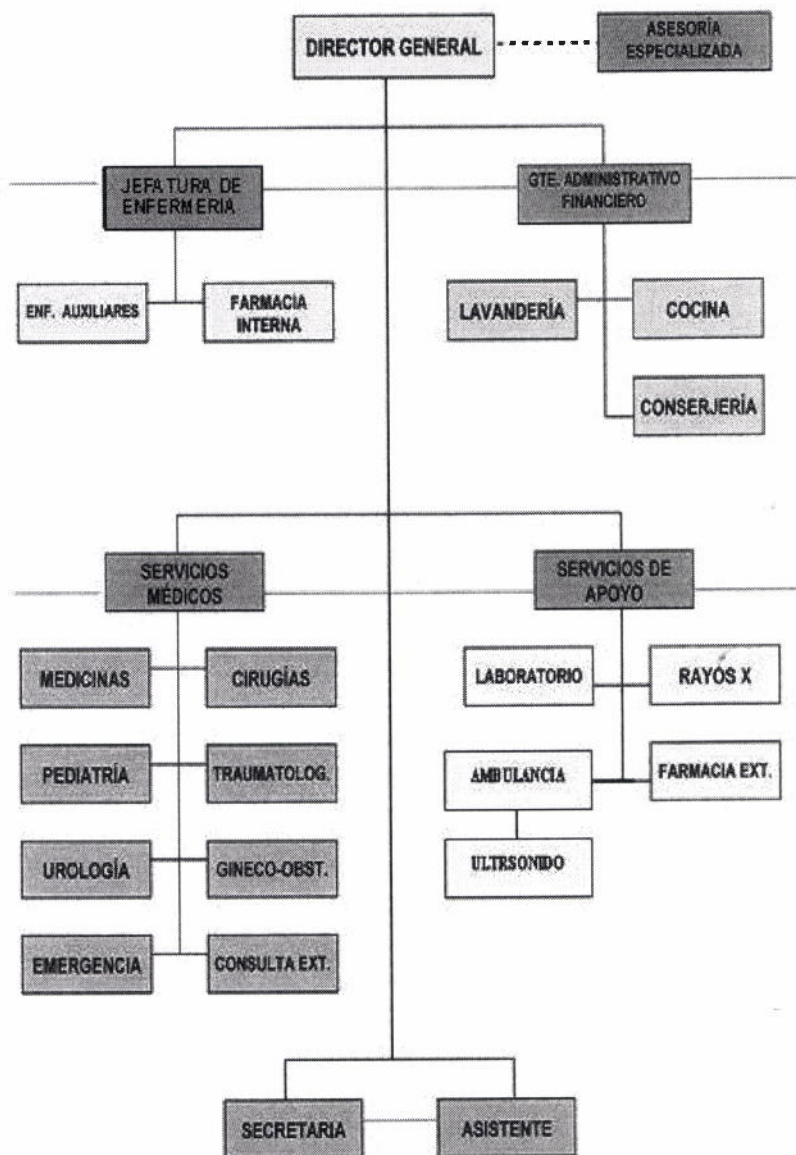 DIRECTOR GENERAL
ASESORÍA
ESPECIALIZADA
JEFATURA DE
ENFERMERIA
GTE. ADMINISTRATIVO
FINANCIERO
ENF. AUXILIARES
FARMACIA
INTERNA
LAVANDERÍA
COCINA
CONSERJERÍA
SERVICIOS
MÉDICOS
SERVICIOS DE
APOYO
MEDICINAS
CIRUGÍAS
LABORATORIO
RAYOS X
PEDIATRÍA
TRAUMATOLOG.
AMBULANCIA
FARMACIA EXT.
UROLOGÍA
GINECO-OBST.
ULTRSONIDO
EMERGENCIA
CONSULTA EXT.
SECRETARIA
ASISTENTE